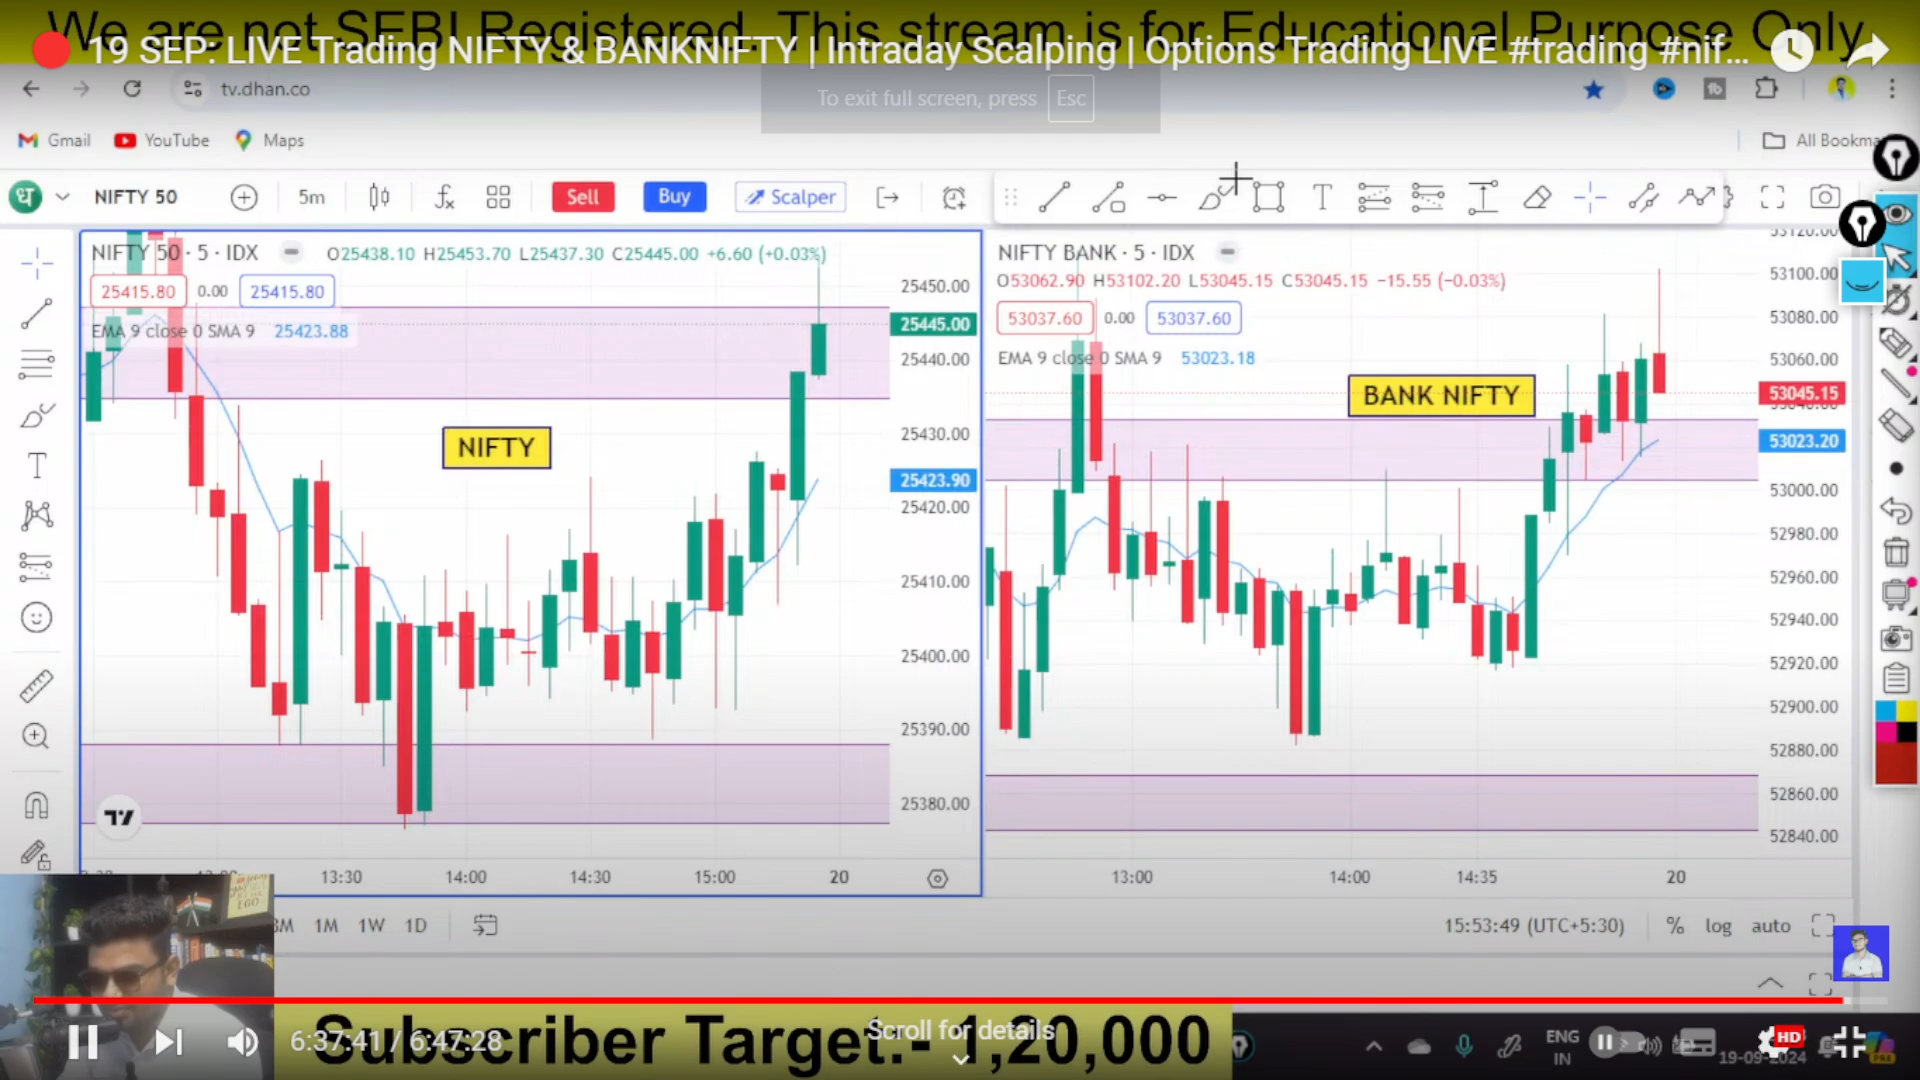 We are not SEBI Registered. This stream is for Educational Purpose Only
19 SEP: LIVE Trading NIFTY & BANKNIFTY | Intraday Scalping | Options Trading LIVE #trading #nif...
tv.dhan.co
To exit full screen, press Esc
Gmail YouTube Maps
All Bookma
NIFTY 50 5m Sell Buy Scalper
NIFTY 50 · 5 · IDX O25438.10 H25453.70 L25437.30 C25445.00 +6.60 (+0.03%)
25415.80 0.00 25415.80
EMA 9 close 0 SMA 9 25423.88
NIFTY
25450.00
25445.00
25440.00
25430.00
25423.90
25420.00
25410.00
25400.00
25390.00
25380.00
13:30 14:00 14:30 15:00 20
NIFTY BANK · 5 · IDX
O53062.90 H53102.20 L53045.15 C53045.15 −15.55 (−0.03%)
53037.60 0.00 53037.60
EMA 9 close 0 SMA 9 53023.18
BANK NIFTY
53120.00
53100.00
53080.00
53060.00
53045.15
53040.00
53023.20
53000.00
52980.00
52960.00
52940.00
52920.00
52900.00
52880.00
52860.00
52840.00
13:00 14:00 14:35 20
1M 1W 1D
15:53:49 (UTC+5:30) % log auto
EGO
Subscriber Target:- 1,20,000
6:37:41 / 6:47:28
Scroll for details
ENG
IN
HD
19-09-2024
PRE